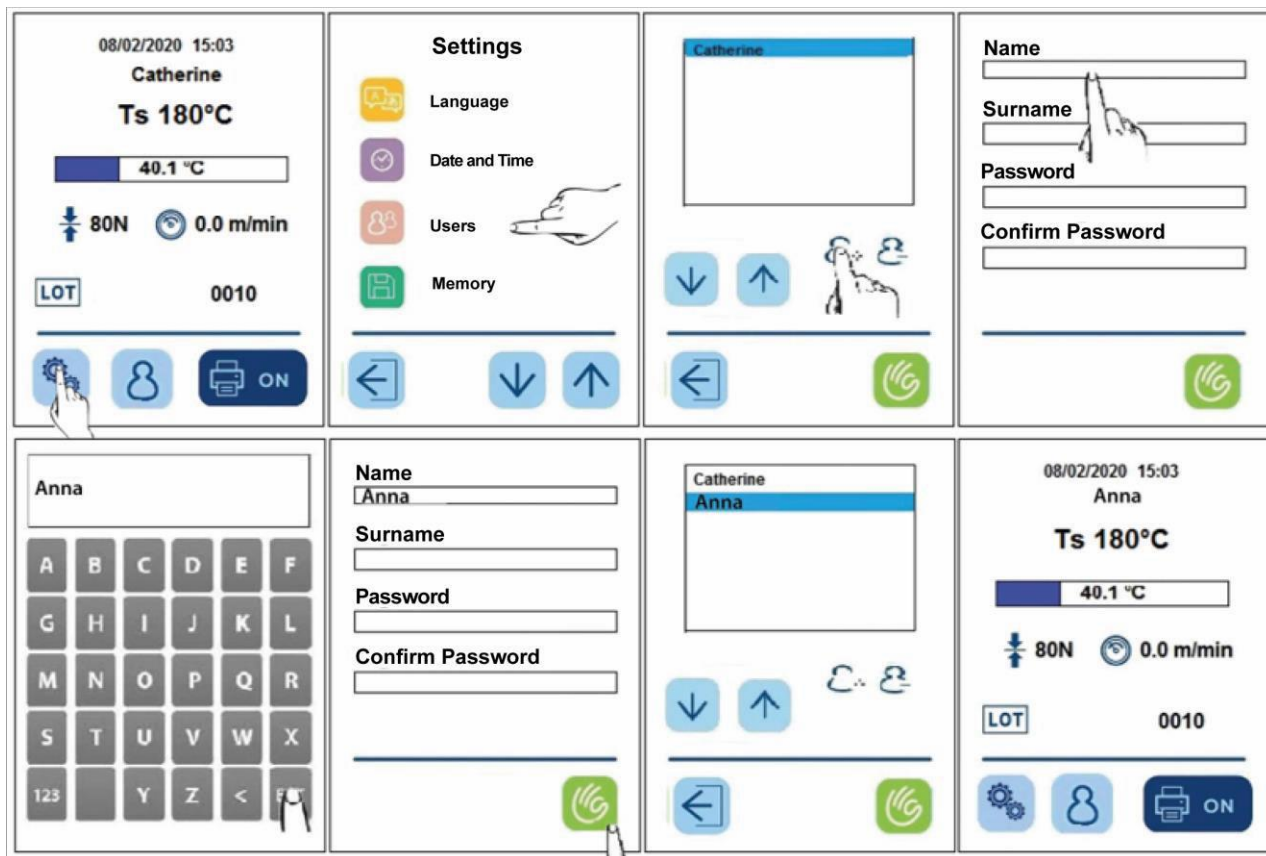 08/02/2020 15:03
Catherine
Ts 180°C
40.1 °C
80N 0.0 m/min
LOT 0010
ON
Settings
Language
Date and Time
Users
Memory
Catherine
Name
Surname
Password
Confirm Password
Anna
A B C D E F
G H I J K L
M N O P Q R
S T U V W X
123 Y Z <
Name
Anna
Surname
Password
Confirm Password
Catherine
Anna
08/02/2020 15:03
Anna
Ts 180°C
40.1 °C
80N 0.0 m/min
LOT 0010
ON